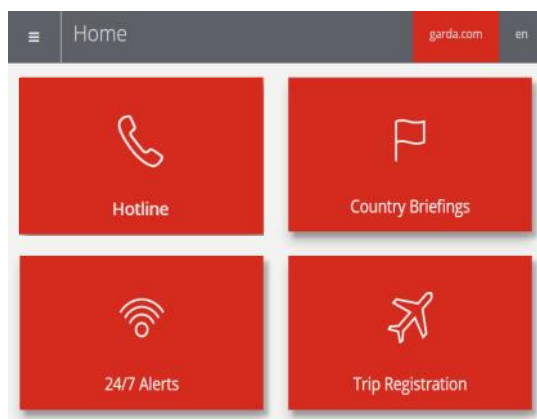 Home
garda.com
en
Hotline
Country Briefings
24/7 Alerts
Trip Registration